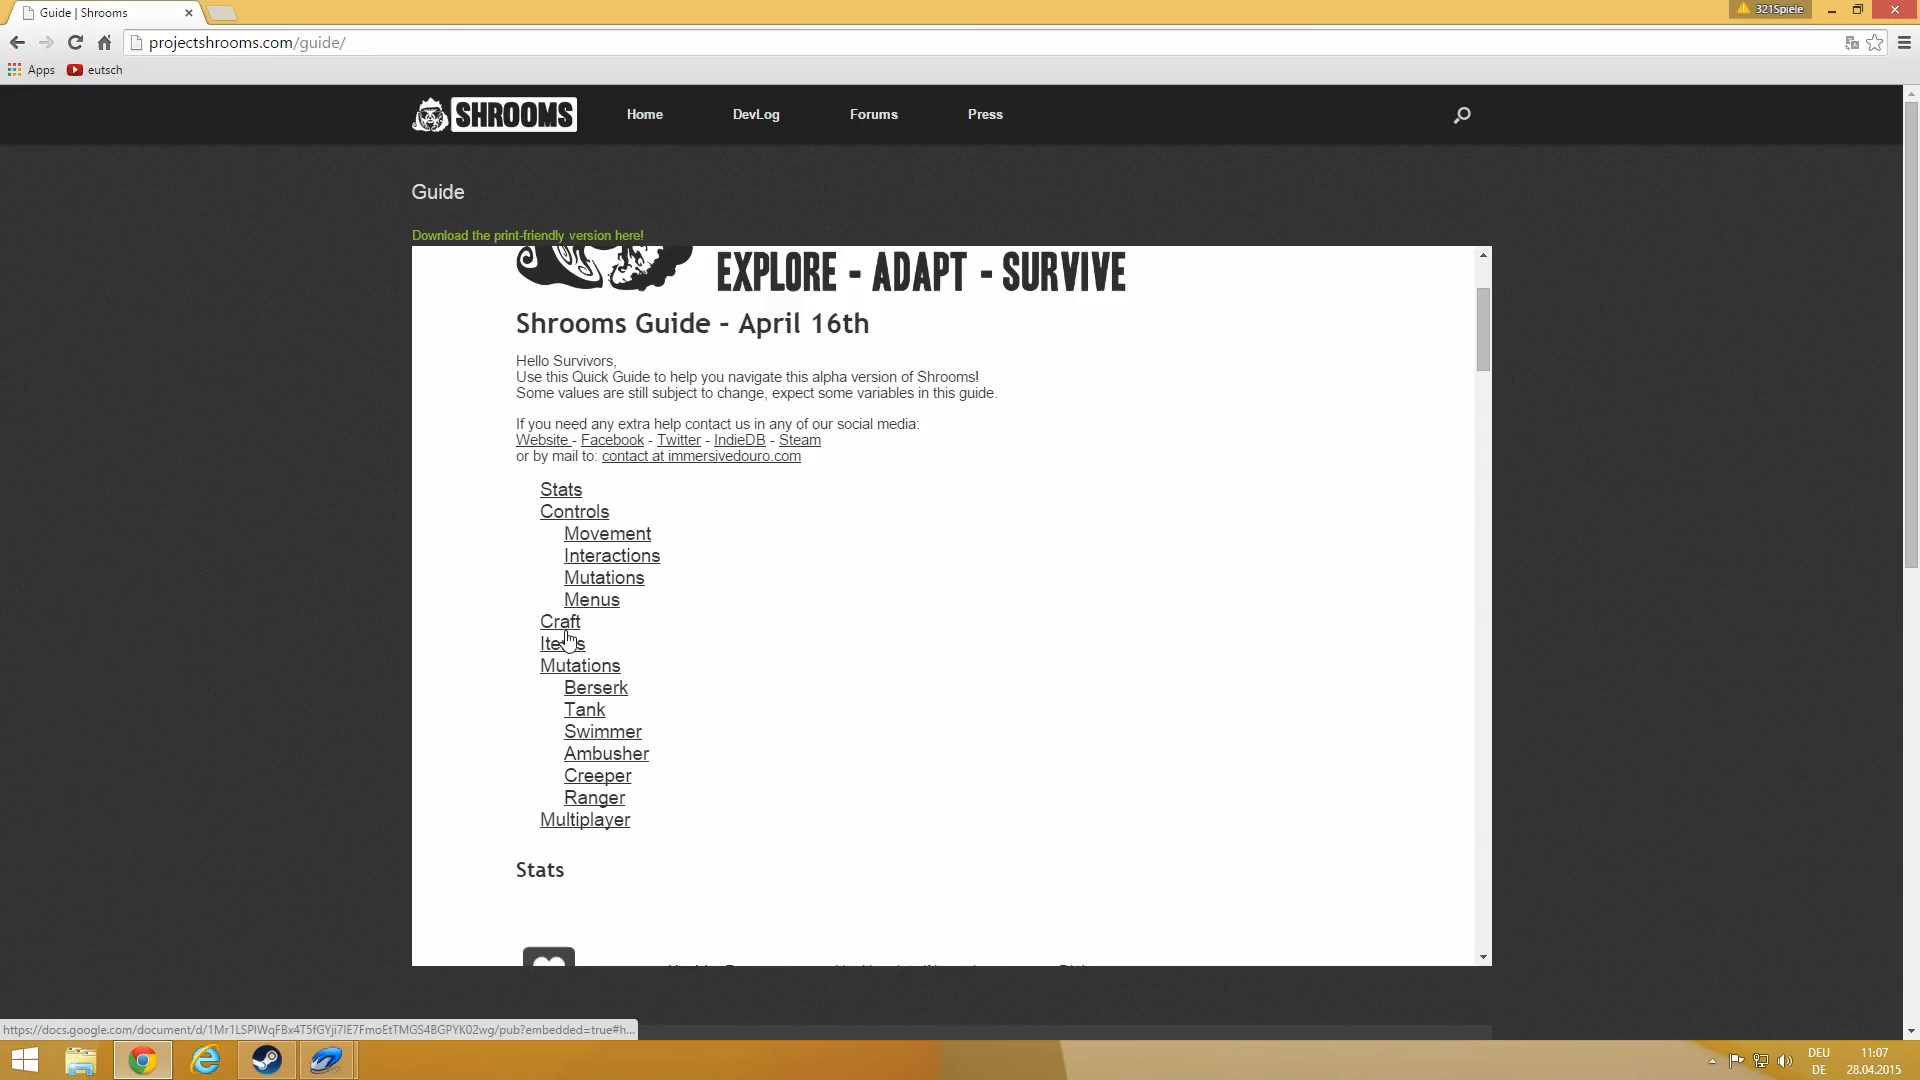 Guide | Shrooms
321Spiele
projectshrooms.com/guide/
Apps
eutsch
SHROOMS
Home
DevLog
Forums
Press
Guide
Download the print-friendly version here!
EXPLORE - ADAPT - SURVIVE
Shrooms Guide - April 16th
Hello Survivors,
Use this Quick Guide to help you navigate this alpha version of Shrooms!
Some values are still subject to change, expect some variables in this guide.
If you need any extra help contact us in any of our social media:
Website - Facebook - Twitter - IndieDB - Steam
or by mail to: contact at immersivedouro.com
Stats
Controls
Movement
Interactions
Mutations
Menus
Craft
Items
Mutations
Berserk
Tank
Swimmer
Ambusher
Creeper
Ranger
Multiplayer
Stats
https://docs.google.com/document/d/1Mr1LSPlWqFBx4T5fGYji7lE7FmoEtTMGS4BGPYK02wg/pub?embedded=true#h...
DEU
DE
11:07
28.04.2015